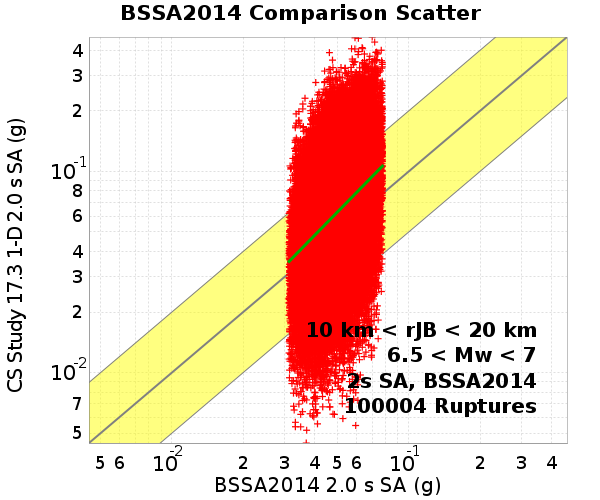 BSSA2014 Comparison Scatter
CS Study 17.3 1-D 2.0 s SA (g)
4
3
2
10-1
8
6
4
3
2
10-2
7
5
10 km < rJB < 20 km
6.5 < Mw < 7
2s SA, BSSA2014
100004 Ruptures
5 6 10-2 2 3 4 5 6 10-1 2 3 4
BSSA2014 2.0 s SA (g)